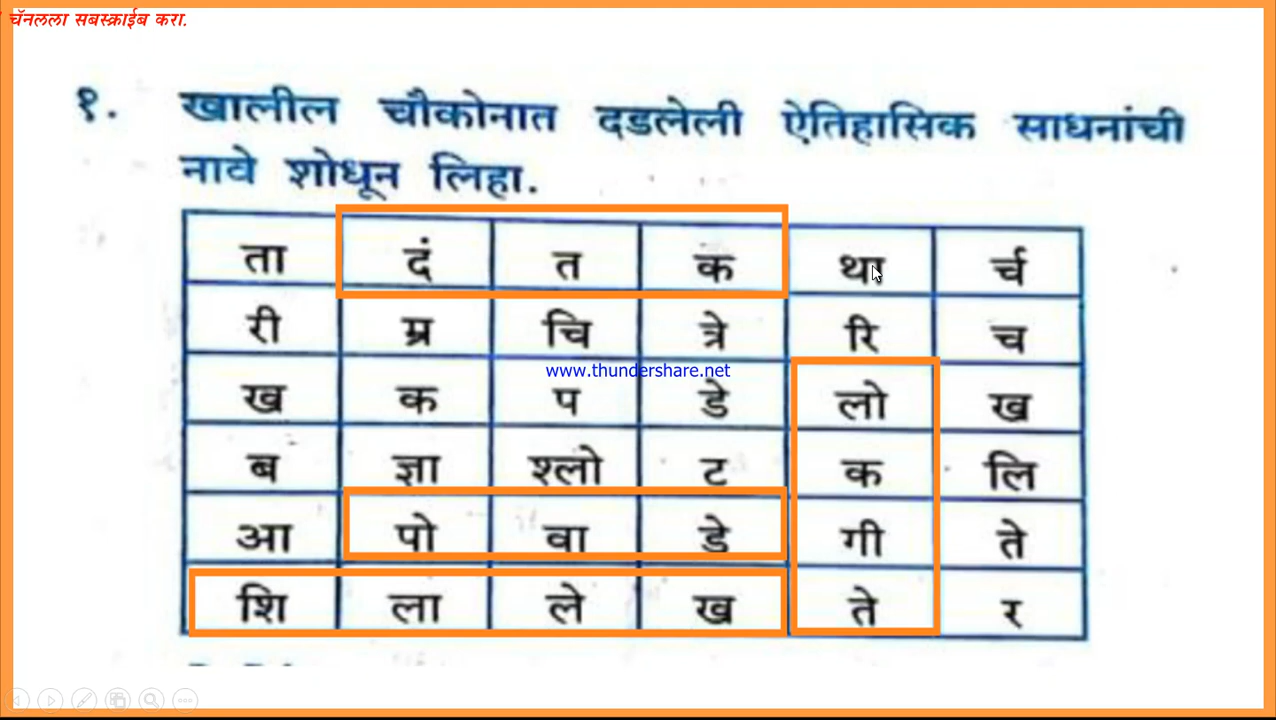 चॅनलला सबस्क्राईब करा.
१. खालील चौकोनात दडलेली ऐतिहासिक साधनांची
नावे शोधून लिहा.
ता दं त क था र्च
री म्र चि त्रे रि च
www.thundershare.net
ख क प डे लो ख
ब ज्ञा श्लो ट क लि
आ पो वा डे गी ते
शि ला ले ख ते र